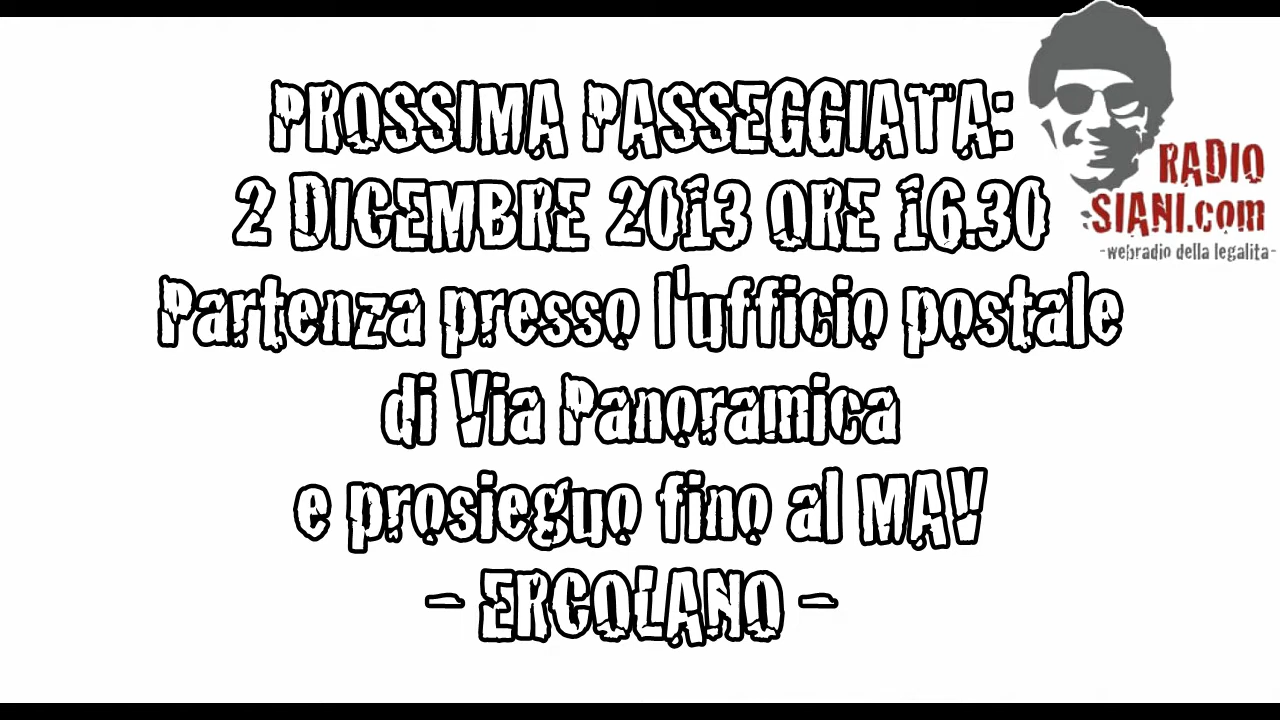 PROSSIMA PASSEGGIATA:
2 DICEMBRE 2013 ORE 16.30
Partenza presso l'ufficio postale
di Via Panoramica
e prosieguo fino al MAV
- ERCOLANO -
RADIO
SIANI.com
-webradio della legalita-